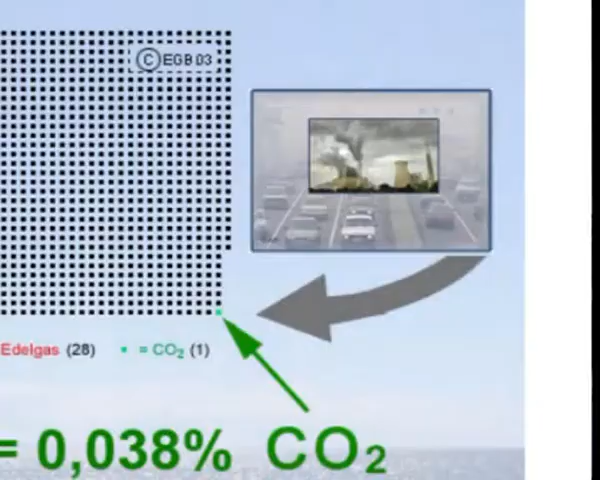 © EGB 03
Edelgas (28) = CO₂ (1)
= 0,038% CO₂